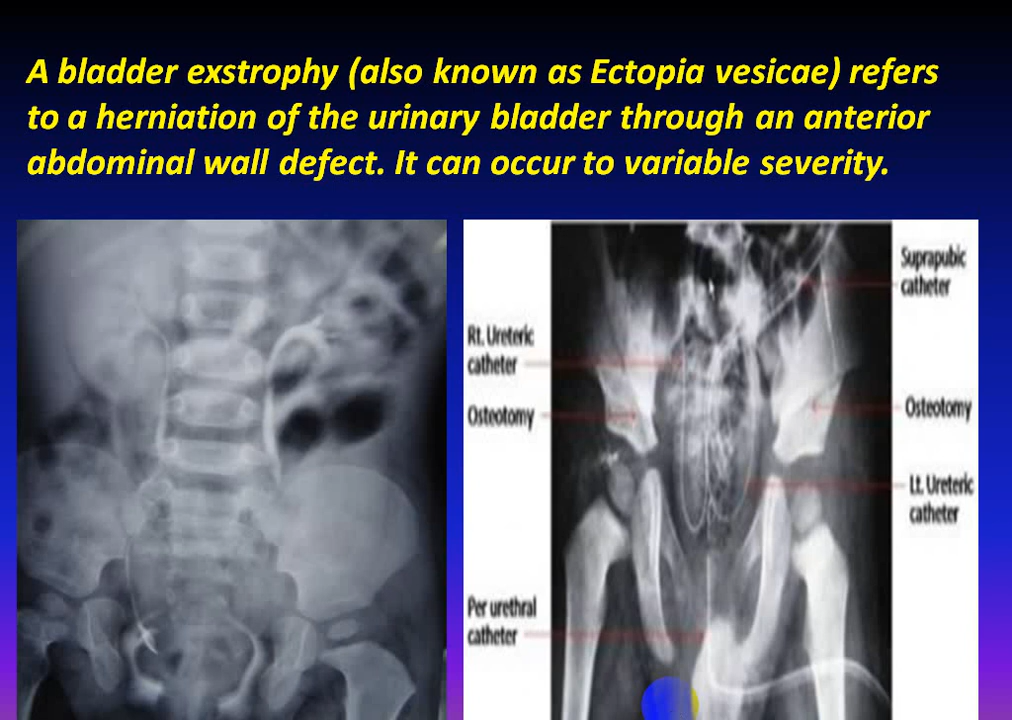 A bladder exstrophy (also known as Ectopia vesicae) refers
to a herniation of the urinary bladder through an anterior
abdominal wall defect. It can occur to variable severity.
Suprapubic
catheter
Rt. Ureteric
catheter
Osteotomy
Osteotomy
Lt. Ureteric
catheter
Per urethral
catheter